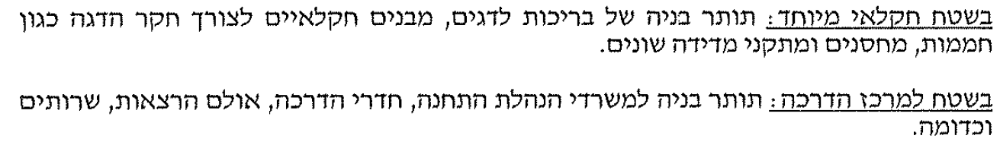 בשטח חקלאי מיוחד: תותר בניה של בריכות לדגים, מבנים חקלאיים לצורך חקר הדגה כגון
חממות, מחסנים ומתקני מדידה שונים.
בשטח למרכז הדרכה: תותר בניה למשרדי הנהלת התחנה, חדרי הדרכה, אולם הרצאות, שרותים
וכדומה.